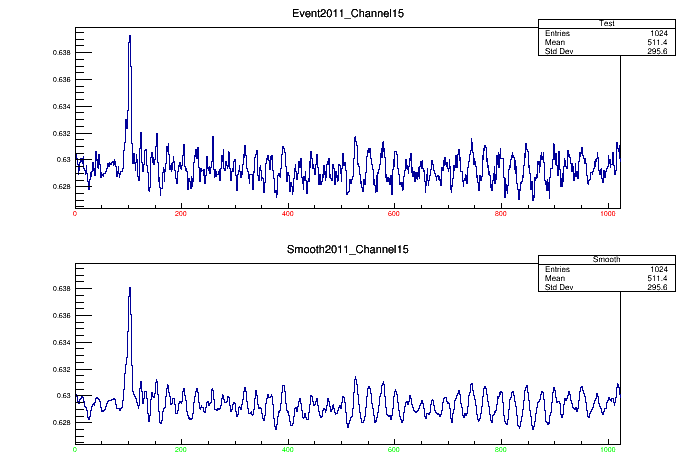 Event2011_Channel15
Test
Entries 1024
Mean 511.4
Std Dev 295.6
0.638
0.636
0.634
0.632
0.63
0.628
0 200 400 600 800 1000
Smooth2011_Channel15
Smooth
Entries 1024
Mean 511.4
Std Dev 295.6
0.638
0.636
0.634
0.632
0.63
0.628
0 200 400 600 800 1000